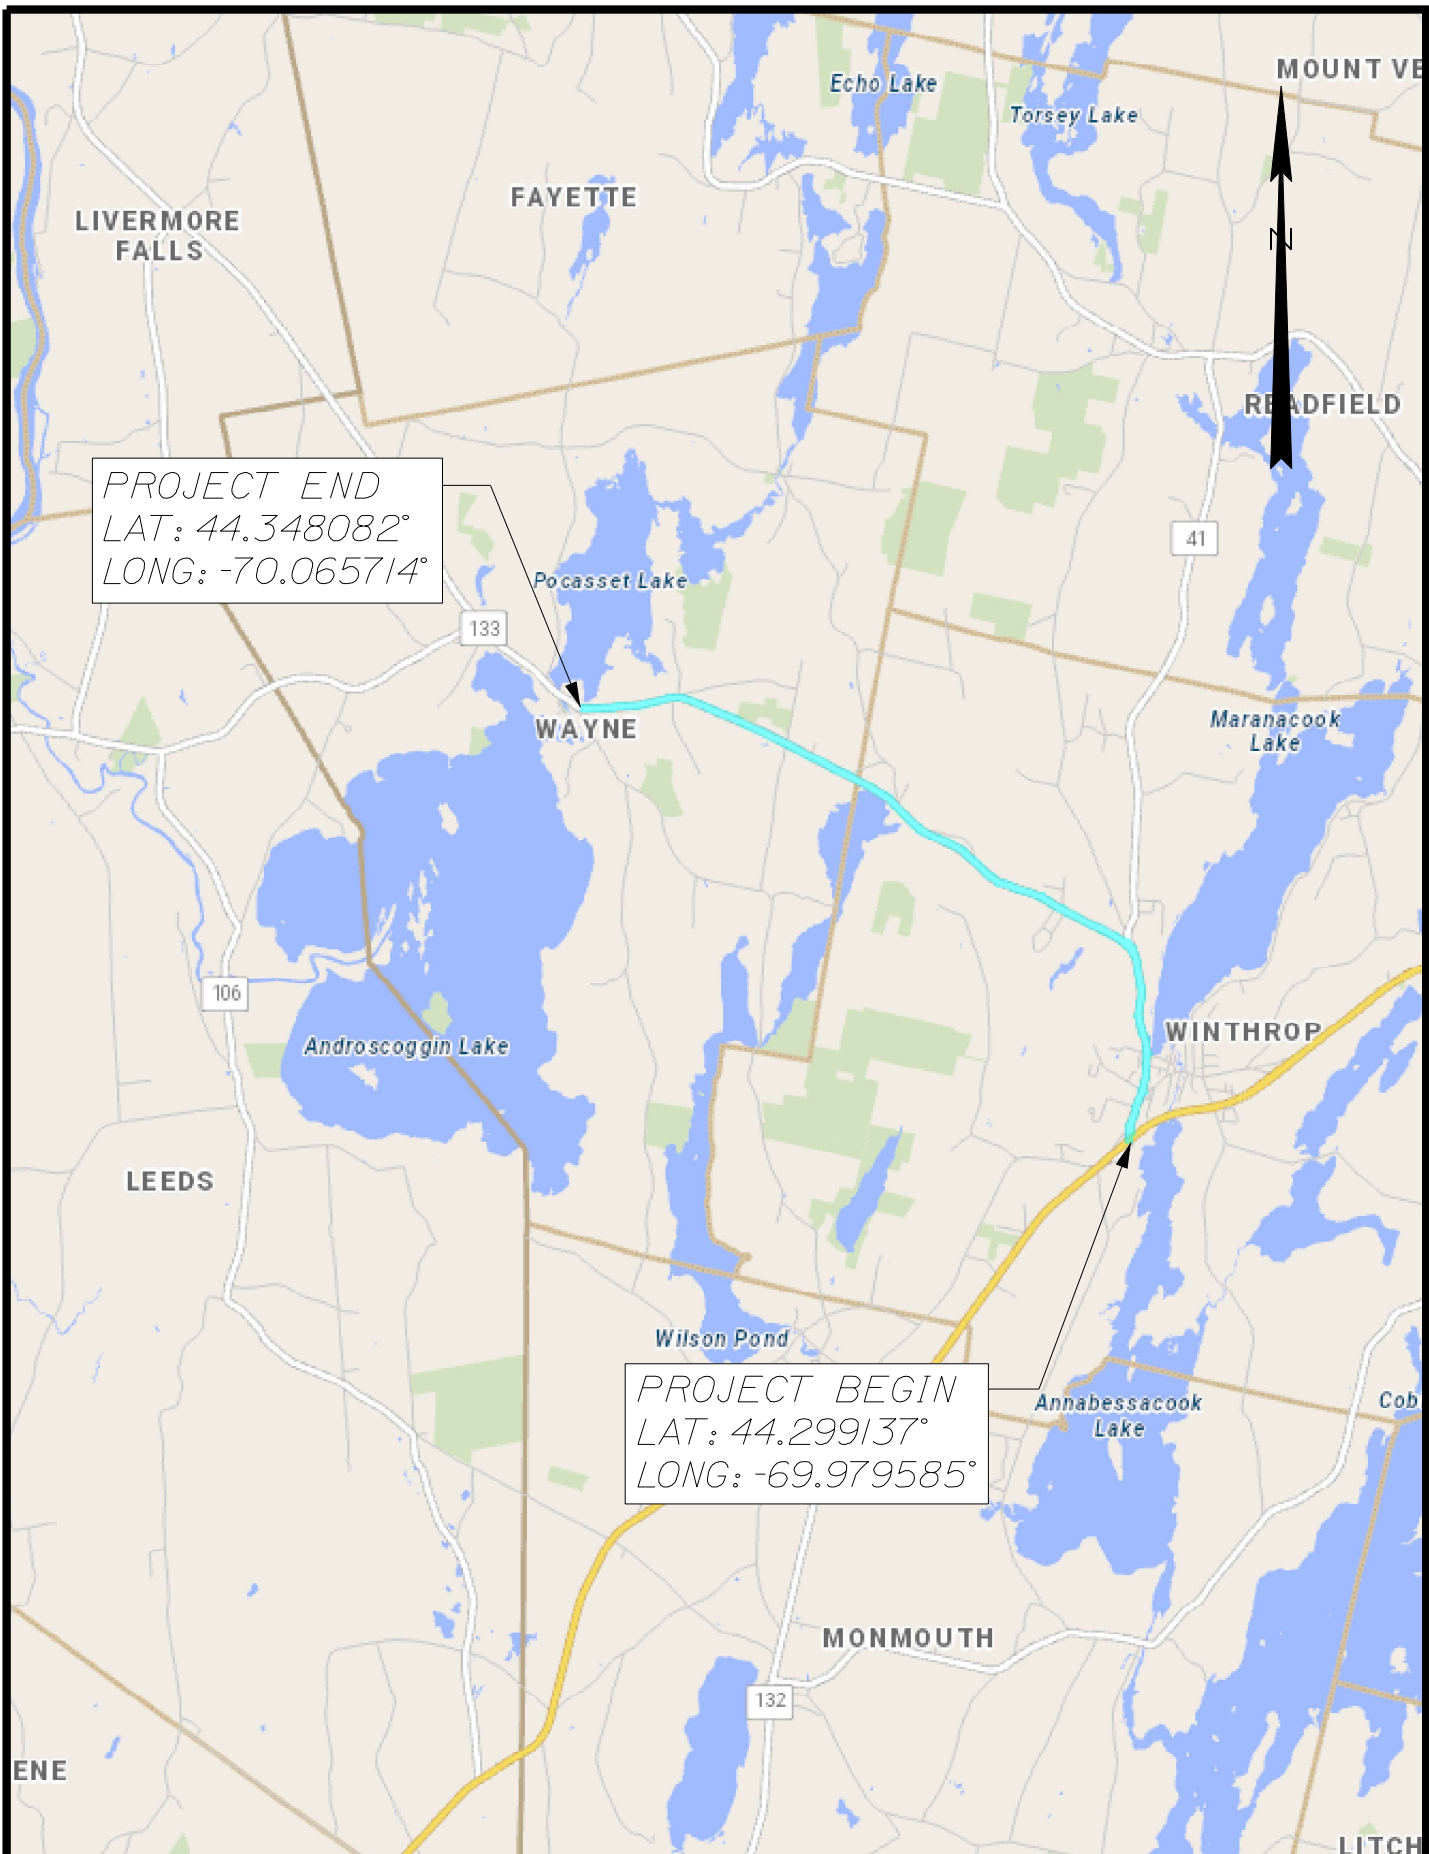 MOUNT VE
Echo Lake
Torsey Lake
FAYETTE
LIVERMORE
FALLS
N
READFIELD
PROJECT END
LAT: 44.348082°
LONG: -70.065714°
41
Pocasset Lake
133
WAYNE
Maranacook
Lake
106
WINTHROP
Androscoggin Lake
LEEDS
Wilson Pond
PROJECT BEGIN
LAT: 44.299137°
LONG: -69.979585°
Annabessacook
Lake
Cob
MONMOUTH
132
ENE
LITCH